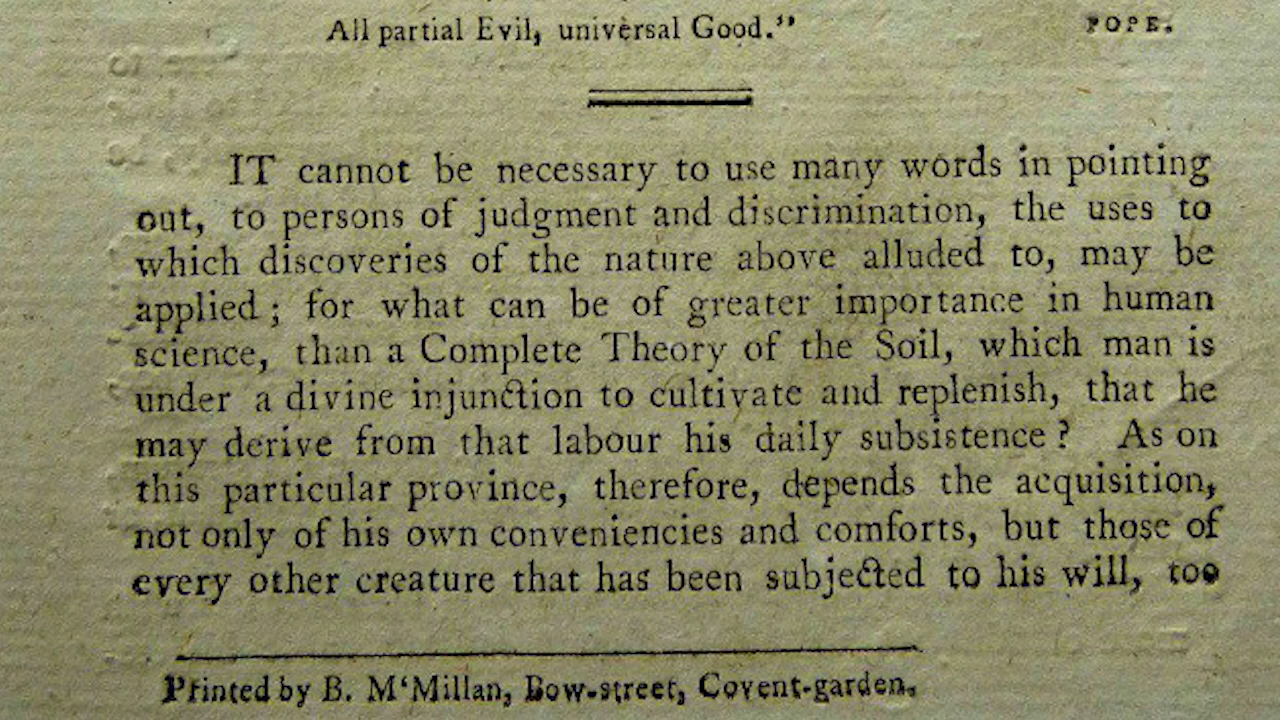 All partial Evil, universal Good."
POPE.
IT cannot be necessary to use many words in pointing
out, to persons of judgment and discrimination, the uses to
which discoveries of the nature above alluded to, may be
applied; for what can be of greater importance in human
science, than a Complete Theory of the Soil, which man is
under a divine injunction to cultivate and replenish, that he
may derive from that labour his daily subsistence? As on
this particular province, therefore, depends the acquisition,
not only of his own conveniencies and comforts, but those of
every other creature that has been subjected to his will, too
Printed by B. M‘Millan, Bow-street, Covent-garden.